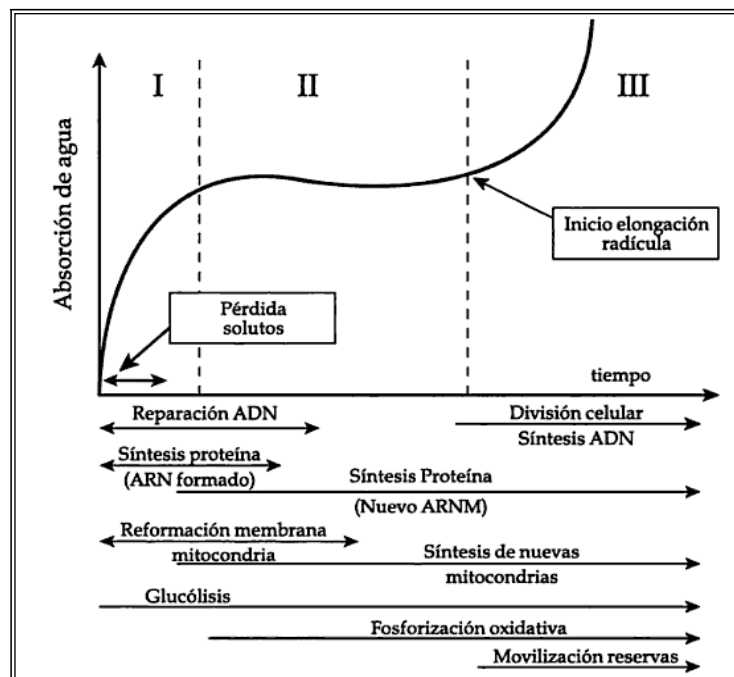 I
II
III
Absorción de agua
Inicio elongación
radícula
Pérdida
solutos
tiempo
Reparación ADN
División celular
Síntesis ADN
Síntesis proteína
(ARN formado)
Síntesis Proteína
(Nuevo ARNM)
Reformación membrana
mitocondria
Síntesis de nuevas
mitocondrias
Glucólisis
Fosforización oxidativa
Movilización reservas